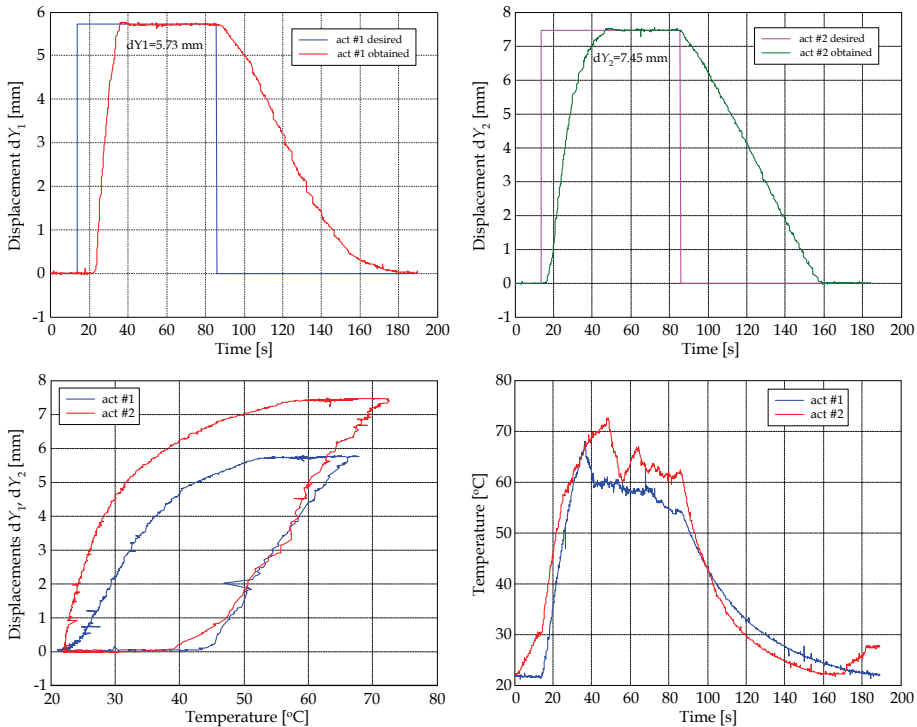 6
5
4
3
2
1
0
-1
0 20 40 60 80 100 120 140 160 180 200
Displacement dY1 [mm]
Time [s]
act #1 desired
act #1 obtained
dY1=5.73 mm
8
7
6
5
4
3
2
1
0
-1
0 20 40 60 80 100 120 140 160 180 200
Displacement dY2 [mm]
Time [s]
act #2 desired
act #2 obtained
dY2=7.45 mm
8
7
6
5
4
3
2
1
0
-1
20 30 40 50 60 70 80
Displacements dY1, dY2 [mm]
Temperature [ºC]
act #1
act #2
80
70
60
50
40
30
20
0 20 40 60 80 100 120 140 160 180 200
Temperature [ºC]
Time [s]
act #1
act #2